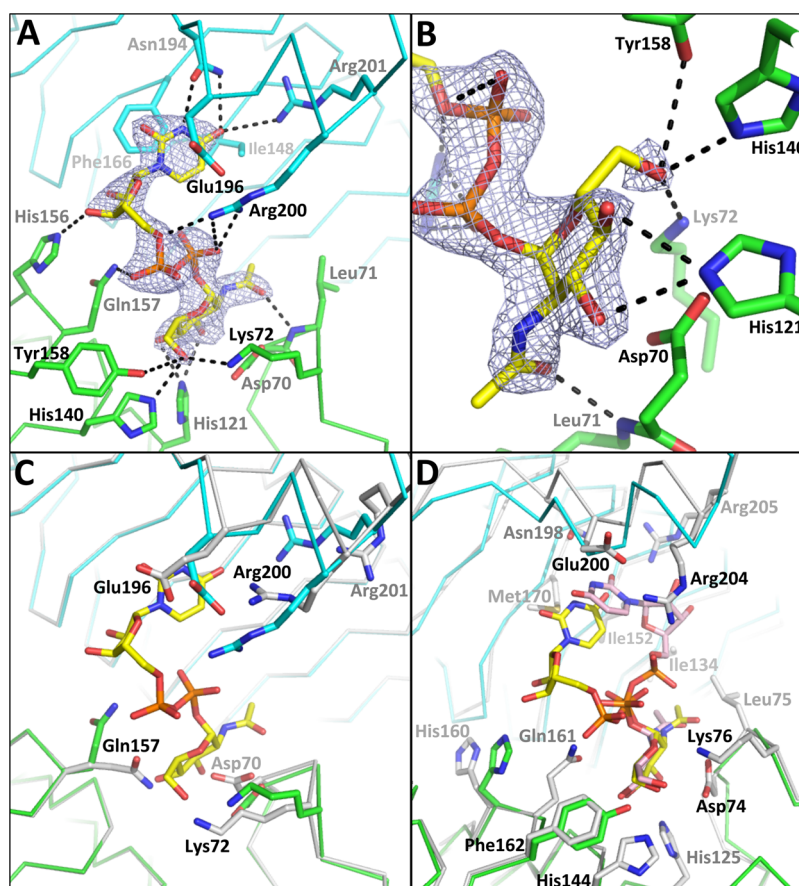 A
Asn194
Arg201
Phe166
Ile148
Glu196
Arg200
His156
Gln157
Leu71
Tyr158
Lys72
Asp70
His140
His121
B
Tyr158
His140
Lys72
His121
Asp70
Leu71
C
Glu196
Arg200
Arg201
Gln157
Asp70
Lys72
D
Arg205
Asn198
Glu200
Arg204
Met170
Ile152
Ile134
Leu75
His160
Gln161
Lys76
Asp74
Phe162
His125
His144